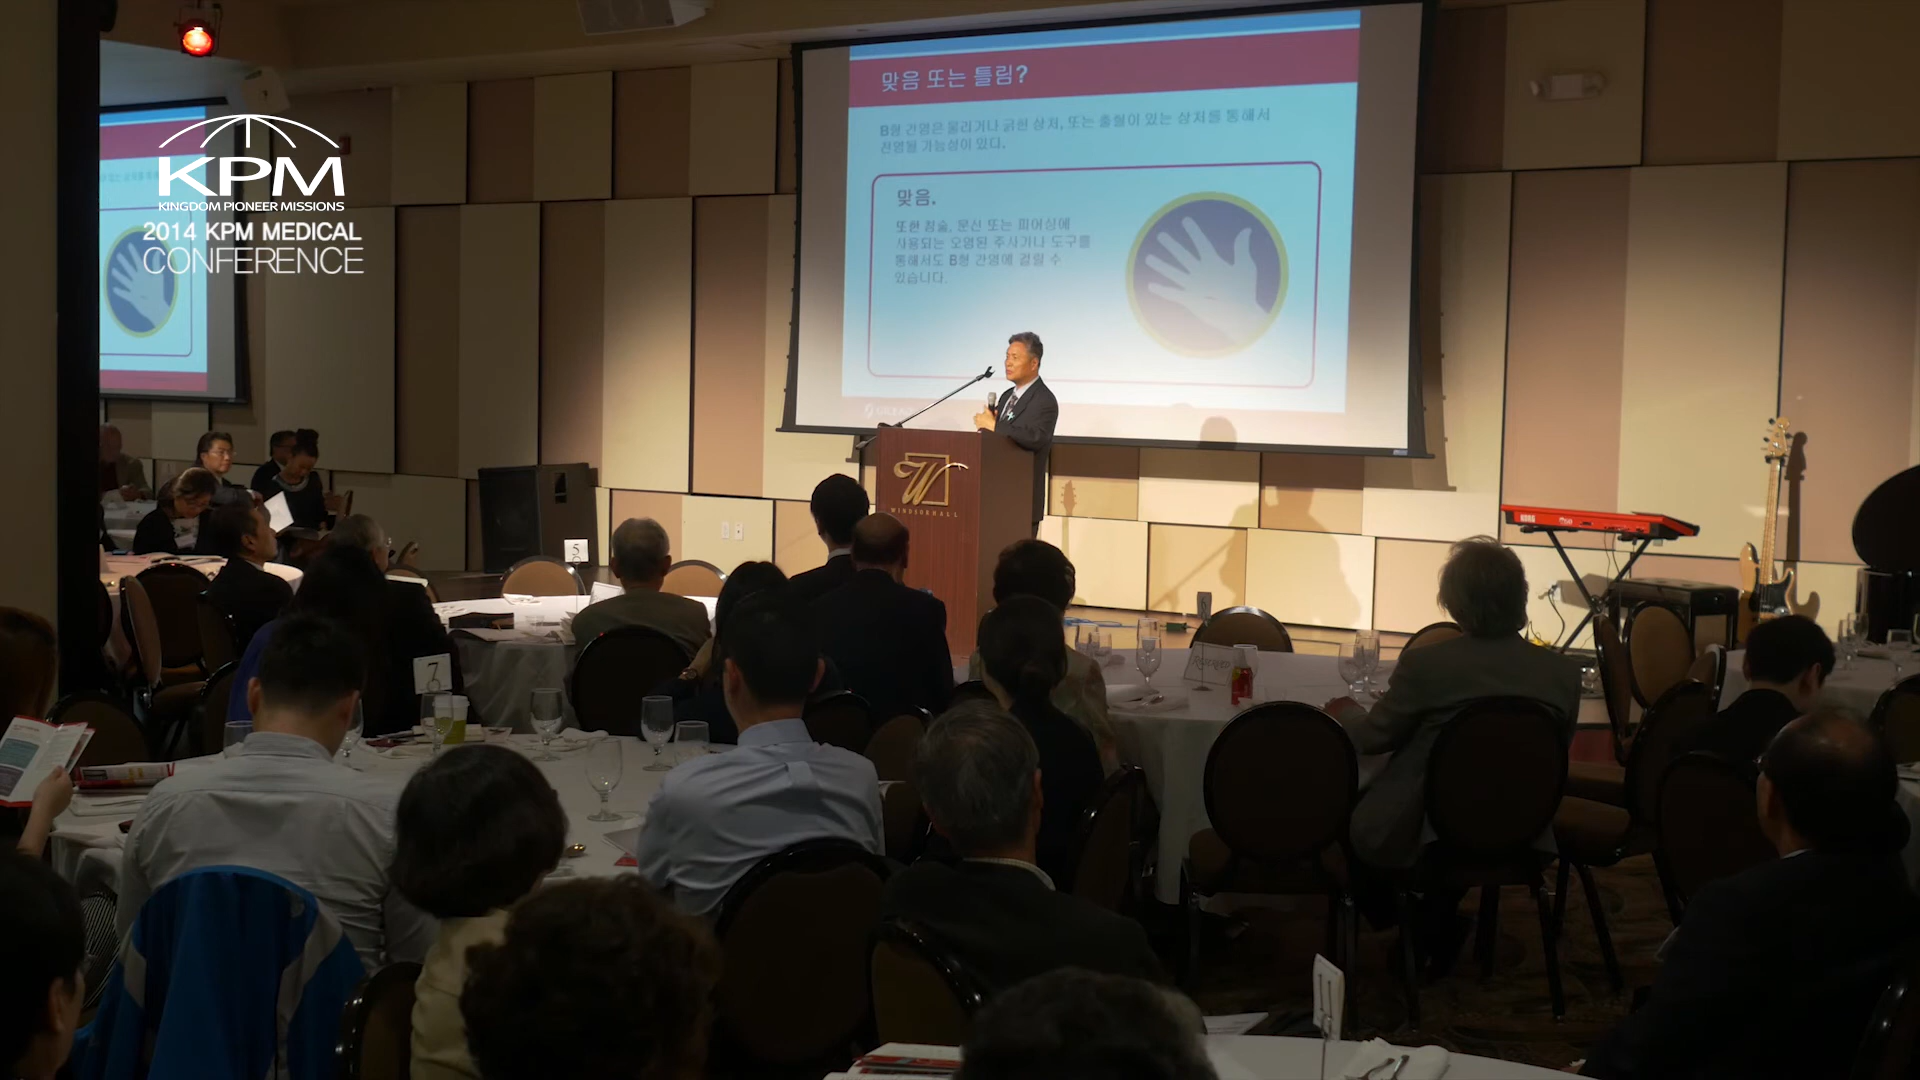 KPM
KINGDOM PIONEER MISSIONS
2014 KPM MEDICAL
CONFERENCE
맞음 또는 틀림?
B형 간염은 물리거나 긁힌 상처, 또는 출혈이 있는 상처를 통해서
전염될 가능성이 있다.
맞음.
또한 침술, 문신 또는 피어싱에
사용되는 오염된 주사기나 도구를
통해서도 B형 간염에 걸릴 수
있습니다.
W
WINDSORHALL
5
7
RESERVED
KORG